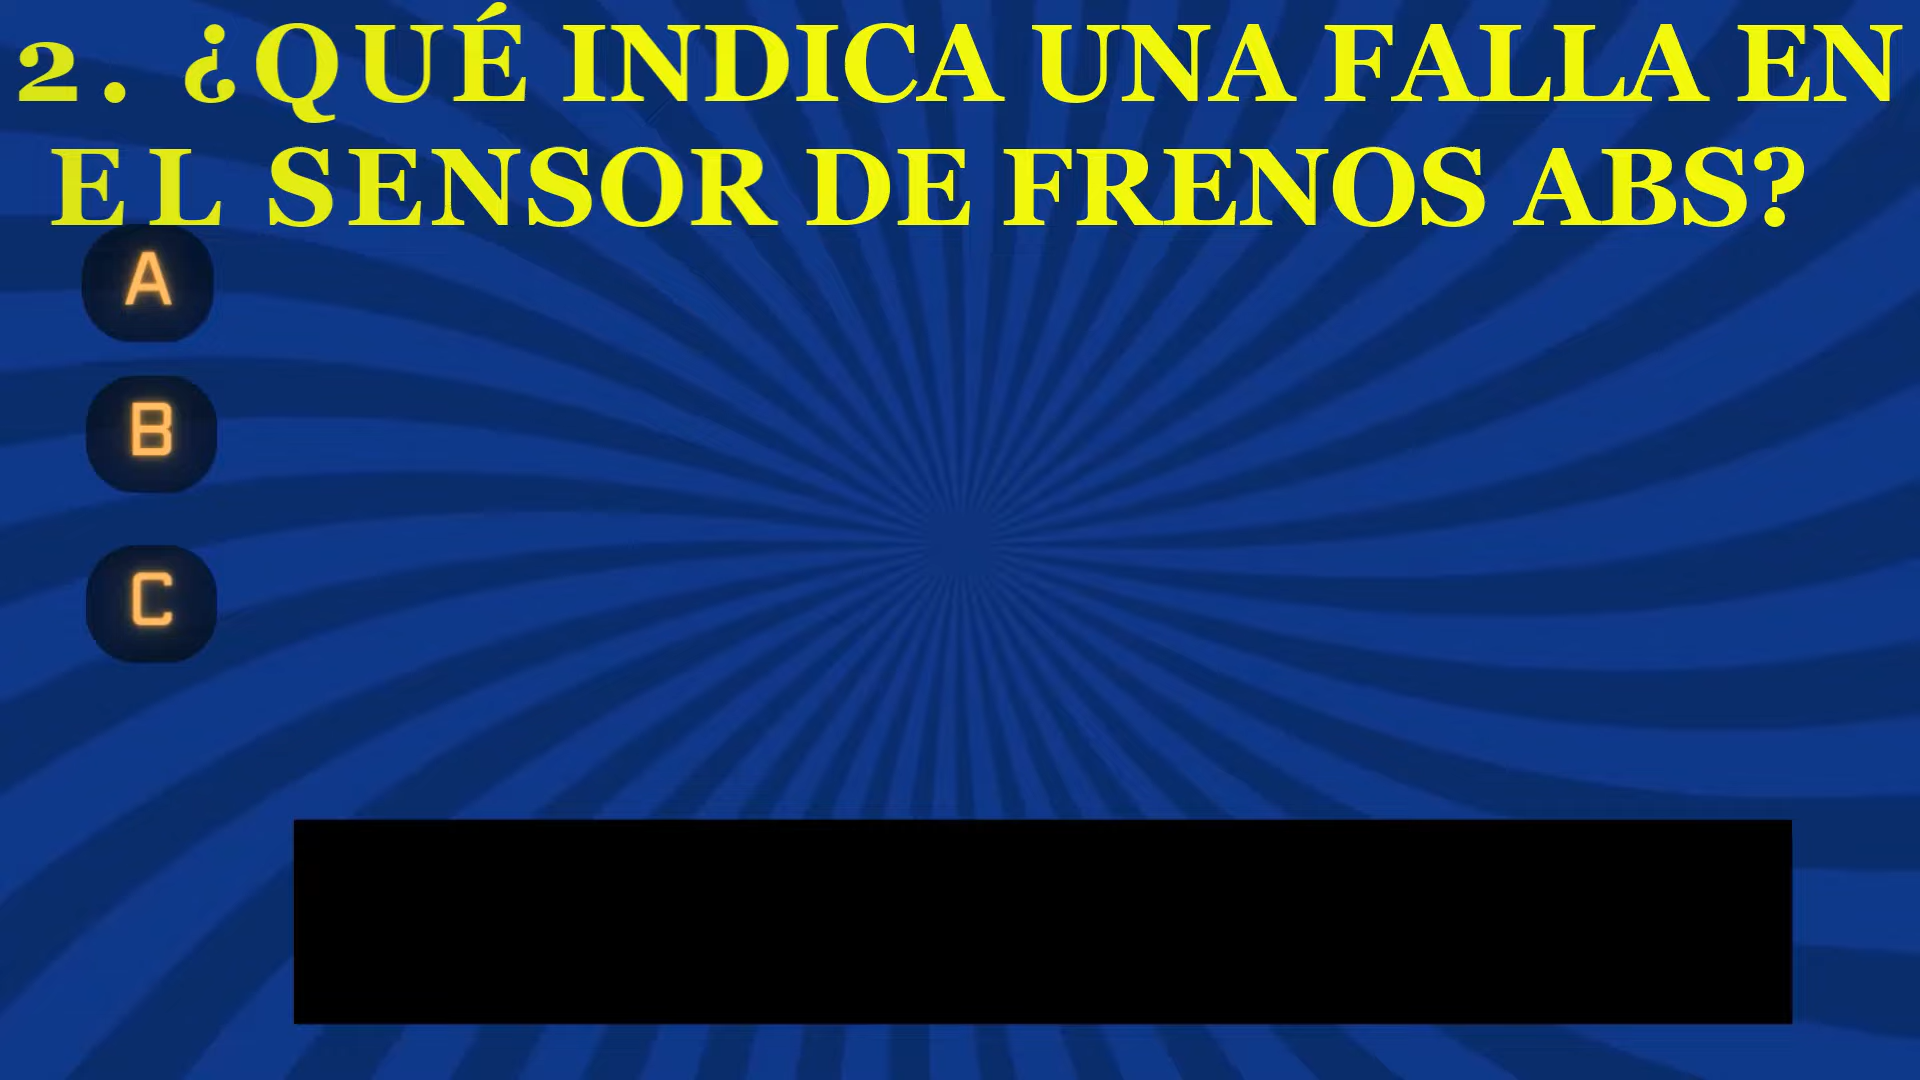 2. ¿QUÉ INDICA UNA FALLA EN
EL SENSOR DE FRENOS ABS?
A
B
C